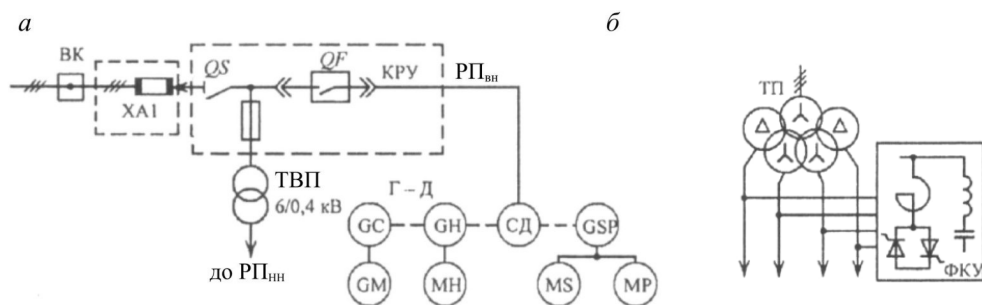 а
б
ВК
ХА1
QS
QF
КРУ
РПвн
ТВП
6/0,4 кВ
до РПнн
Г – Д
GC
GH
СД
GSP
GM
MH
MS
MP
ТП
ФКУ